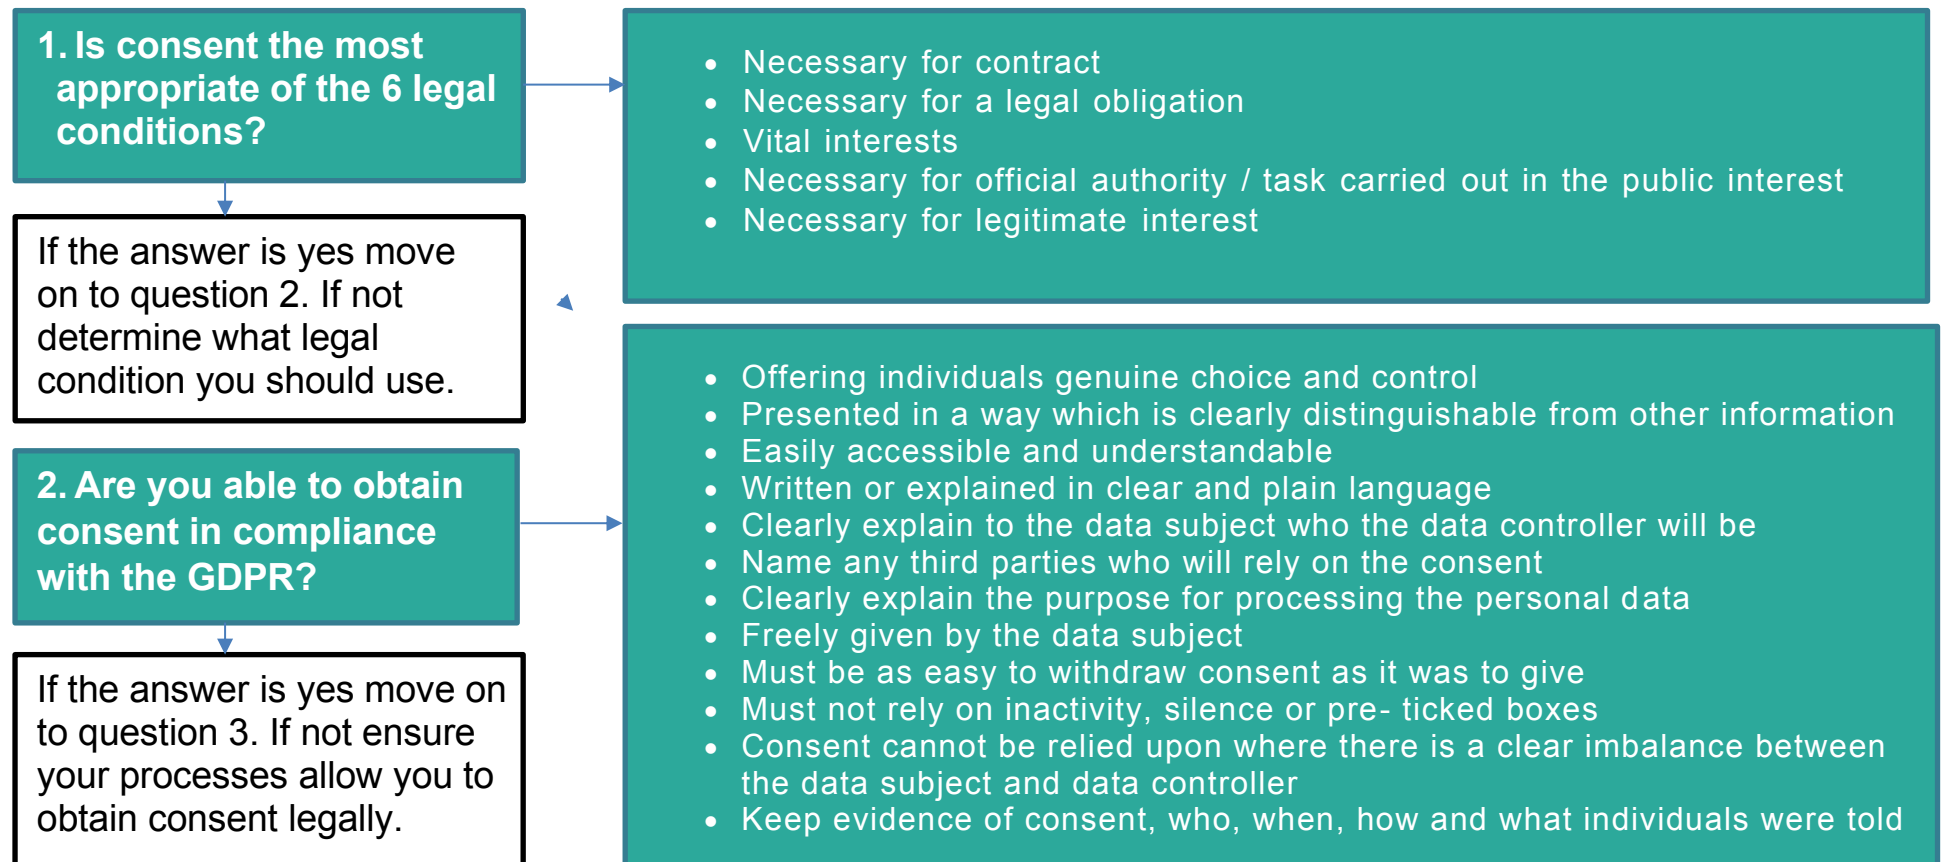 1. Is consent the most
appropriate of the 6 legal
conditions?
• Necessary for contract
• Necessary for a legal obligation
• Vital interests
• Necessary for official authority / task carried out in the public interest
• Necessary for legitimate interest
If the answer is yes move
on to question 2. If not
determine what legal
condition you should use.
2. Are you able to obtain
consent in compliance
with the GDPR?
• Offering individuals genuine choice and control
• Presented in a way which is clearly distinguishable from other information
• Easily accessible and understandable
• Written or explained in clear and plain language
• Clearly explain to the data subject who the data controller will be
• Name any third parties who will rely on the consent
• Clearly explain the purpose for processing the personal data
• Freely given by the data subject
• Must be as easy to withdraw consent as it was to give
• Must not rely on inactivity, silence or pre- ticked boxes
• Consent cannot be relied upon where there is a clear imbalance between
the data subject and data controller
• Keep evidence of consent, who, when, how and what individuals were told
If the answer is yes move on
to question 3. If not ensure
your processes allow you to
obtain consent legally.